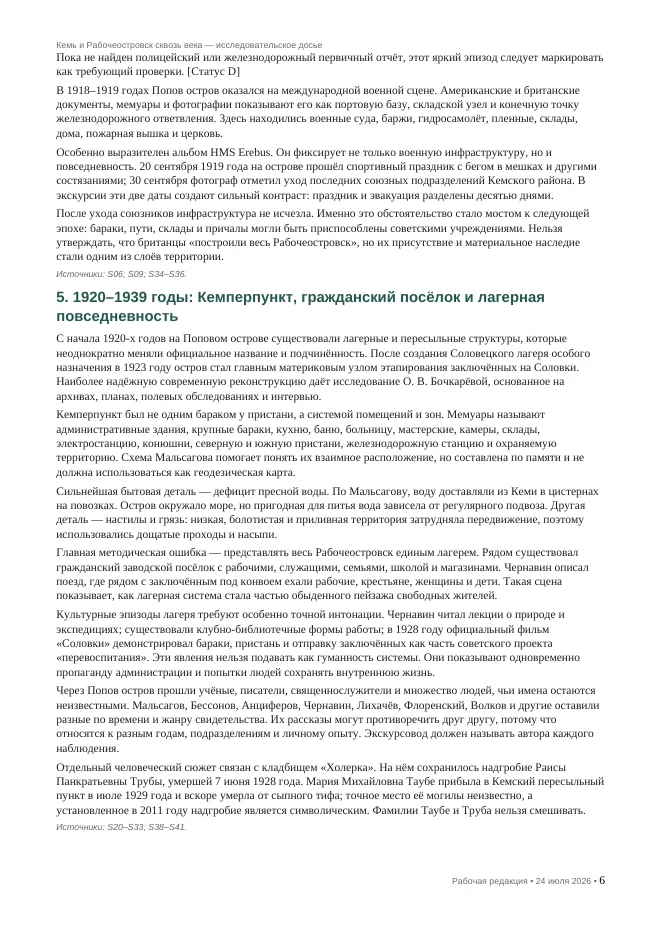 Кемь и Рабочеостровск сквозь века — исследовательское досье
Пока не найден полицейский или железнодорожный первичный отчёт, этот яркий эпизод следует маркировать
как требующий проверки. [Статус D]
В 1918–1919 годах Попов остров оказался на международной военной сцене. Американские и британские
документы, мемуары и фотографии показывают его как портовую базу, складской узел и конечную точку
железнодорожного ответвления. Здесь находились военные суда, баржи, гидросамолёт, пленные, склады,
дома, пожарная вышка и церковь.
Особенно выразителен альбом HMS Erebus. Он фиксирует не только военную инфраструктуру, но и
повседневность. 20 сентября 1919 года на острове прошёл спортивный праздник с бегом в мешках и другими
состязаниями; 30 сентября фотограф отметил уход последних союзных подразделений Кемского района. В
экскурсии эти две даты создают сильный контраст: праздник и эвакуация разделены десятью днями.
После ухода союзников инфраструктура не исчезла. Именно это обстоятельство стало мостом к следующей
эпохе: бараки, пути, склады и причалы могли быть приспособлены советскими учреждениями. Нельзя
утверждать, что британцы «построили весь Рабочеостровск», но их присутствие и материальное наследие
стали одним из слоёв территории.
Источники: S06; S09; S34–S36.
5. 1920–1939 годы: Кемперпункт, гражданский посёлок и лагерная
повседневность
С начала 1920-х годов на Поповом острове существовали лагерные и пересыльные структуры, которые
неоднократно меняли официальное название и подчинённость. После создания Соловецкого лагеря особого
назначения в 1923 году остров стал главным материковым узлом этапирования заключённых на Соловки.
Наиболее надёжную современную реконструкцию даёт исследование О. В. Бочкарёвой, основанное на
архивах, планах, полевых обследованиях и интервью.
Кемперпункт был не одним бараком у пристани, а системой помещений и зон. Мемуары называют
административные здания, крупные бараки, кухню, баню, больницу, мастерские, камеры, склады,
электростанцию, конюшни, северную и южную пристани, железнодорожную станцию и охраняемую
территорию. Схема Мальсагова помогает понять их взаимное расположение, но составлена по памяти и не
должна использоваться как геодезическая карта.
Сильнейшая бытовая деталь — дефицит пресной воды. По Мальсагову, воду доставляли из Кеми в цистернах
на повозках. Остров окружало море, но пригодная для питья вода зависела от регулярного подвоза. Другая
деталь — настилы и грязь: низкая, болотистая и приливная территория затрудняла передвижение, поэтому
использовались дощатые проходы и насыпи.
Главная методическая ошибка — представлять весь Рабочеостровск единым лагерем. Рядом существовал
гражданский заводской посёлок с рабочими, служащими, семьями, школой и магазинами. Чернавин описал
поезд, где рядом с заключённым под конвоем ехали рабочие, крестьяне, женщины и дети. Такая сцена
показывает, как лагерная система стала частью обыденного пейзажа свободных жителей.
Культурные эпизоды лагеря требуют особенно точной интонации. Чернавин читал лекции о природе и
экспедициях; существовали клубно-библиотечные формы работы; в 1928 году официальный фильм
«Соловки» демонстрировал бараки, пристань и отправку заключённых как часть советского проекта
«перевоспитания». Эти явления нельзя подавать как гуманность системы. Они показывают одновременно
пропаганду администрации и попытки людей сохранять внутреннюю жизнь.
Через Попов остров прошли учёные, писатели, священнослужители и множество людей, чьи имена остаются
неизвестными. Мальсагов, Бессонов, Анциферов, Чернавин, Лихачёв, Флоренский, Волков и другие оставили
разные по времени и жанру свидетельства. Их рассказы могут противоречить друг другу, потому что
относятся к разным годам, подразделениям и личному опыту. Экскурсовод должен называть автора каждого
наблюдения.
Отдельный человеческий сюжет связан с кладбищем «Холерка». На нём сохранилось надгробие Раисы
Панкратьевны Трубы, умершей 7 июня 1928 года. Мария Михайловна Таубе прибыла в Кемский пересыльный
пункт в июле 1929 года и вскоре умерла от сыпного тифа; точное место её могилы неизвестно, а
установленное в 2011 году надгробие является символическим. Фамилии Таубе и Труба нельзя смешивать.
Источники: S20–S33; S38–S41.
Рабочая редакция • 24 июля 2026 • 6